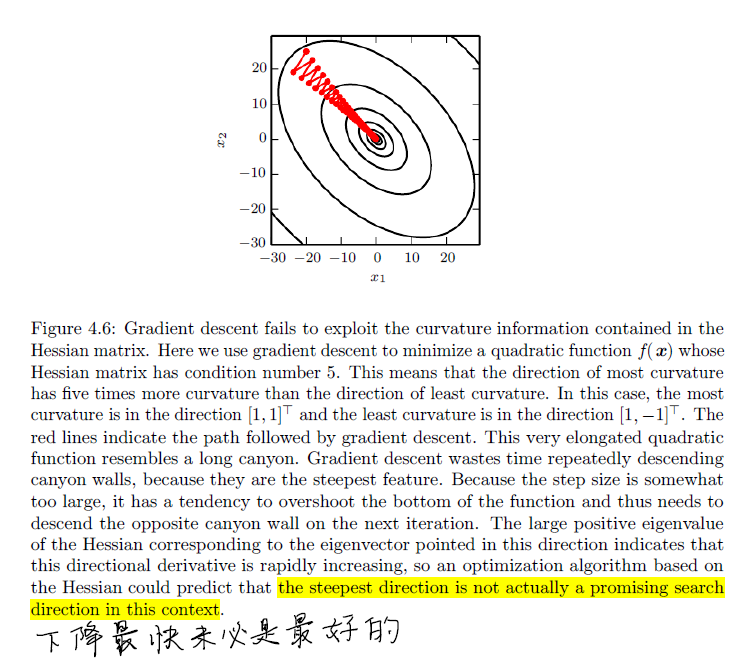 20
10
0
−10
−20
−30
x2
−30 −20 −10 0 10 20
x1
Figure 4.6: Gradient descent fails to exploit the curvature information contained in the
Hessian matrix. Here we use gradient descent to minimize a quadratic function f(x) whose
Hessian matrix has condition number 5. This means that the direction of most curvature
has five times more curvature than the direction of least curvature. In this case, the most
curvature is in the direction [1, 1]⊤ and the least curvature is in the direction [1, −1]⊤. The
red lines indicate the path followed by gradient descent. This very elongated quadratic
function resembles a long canyon. Gradient descent wastes time repeatedly descending
canyon walls, because they are the steepest feature. Because the step size is somewhat
too large, it has a tendency to overshoot the bottom of the function and thus needs to
descend the opposite canyon wall on the next iteration. The large positive eigenvalue
of the Hessian corresponding to the eigenvector pointed in this direction indicates that
this directional derivative is rapidly increasing, so an optimization algorithm based on
the Hessian could predict that the steepest direction is not actually a promising search
direction in this context.
下降最快未必是最好的